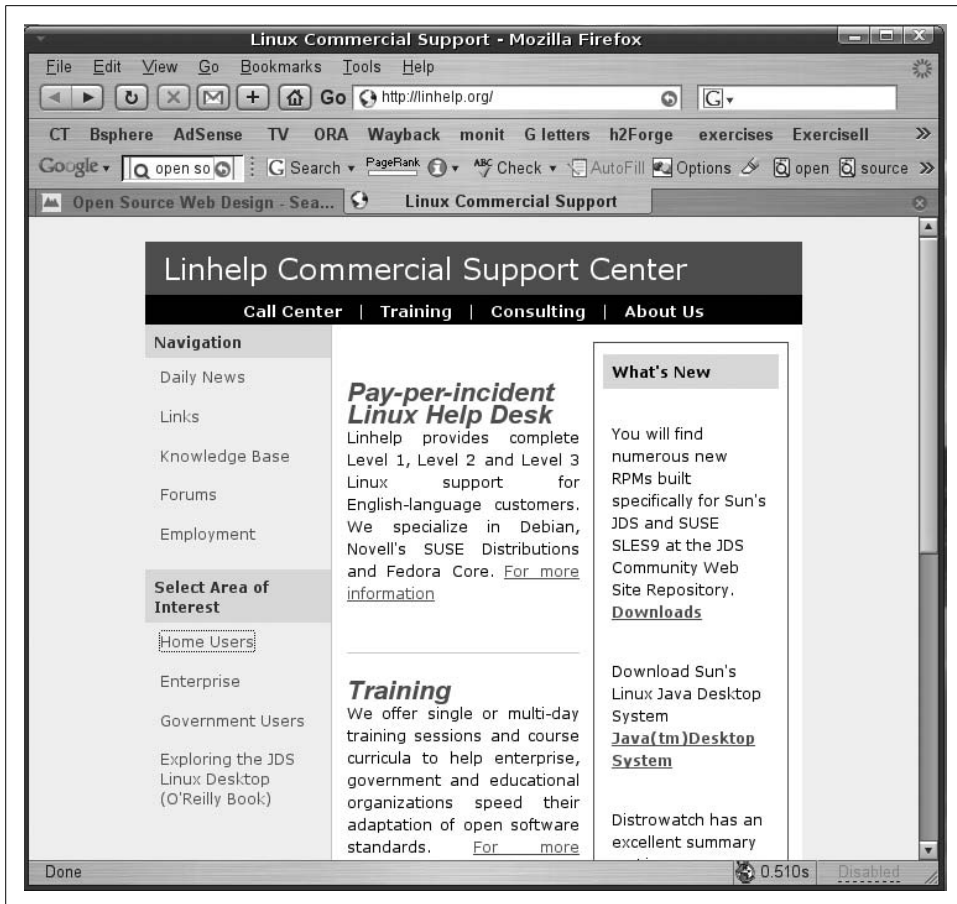 Linux Commercial Support - Mozilla Firefox
File Edit View Go Bookmarks Tools Help
Go http://linhelp.org/ G
CT Bsphere AdSense TV ORA Wayback monit G letters h2Forge exercises Exercisell »
Google open so G Search PageRank ABC Check AutoFill Options open source »
Open Source Web Design - Sea... Linux Commercial Support
Linhelp Commercial Support Center
Call Center | Training | Consulting | About Us
Navigation
Daily News
Links
Knowledge Base
Forums
Employment
Select Area of
Interest
Home Users
Enterprise
Government Users
Exploring the JDS
Linux Desktop
(O'Reilly Book)
Pay-per-incident
Linux Help Desk
Linhelp provides complete
Level 1, Level 2 and Level 3
Linux support for
English-language customers.
We specialize in Debian,
Novell's SUSE Distributions
and Fedora Core. For more
information
Training
We offer single or multi-day
training sessions and course
curricula to help enterprise,
government and educational
organizations speed their
adaptation of open software
standards. For more
What's New
You will find
numerous new
RPMs built
specifically for Sun's
JDS and SUSE
SLES9 at the JDS
Community Web
Site Repository.
Downloads
Download Sun's
Linux Java Desktop
System
Java(tm)Desktop
System
Distrowatch has an
excellent summary
Done 0.510s Disabled